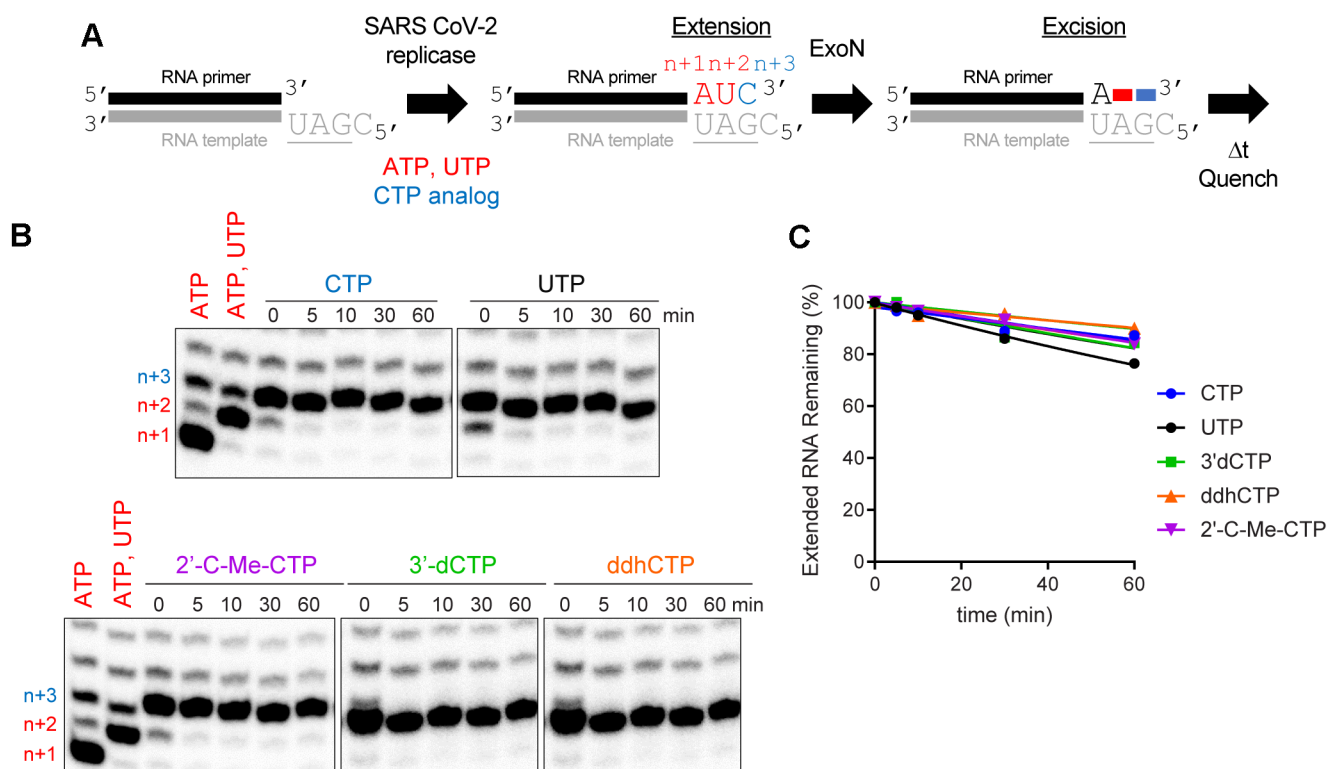 A
SARS CoV-2
replicase
ATP, UTP
CTP analog
5' RNA primer 3'
3' RNA template UAGC 5'
Extension
n+1 n+2 n+3
5' RNA primer AUC 3'
3' RNA template UAGC 5'
ExoN
Excision
5' RNA primer A 3'
3' RNA template UAGC 5'
Δt
Quench
B
ATP
ATP, UTP
CTP
UTP
0 5 10 30 60 0 5 10 30 60 min
n+3
n+2
n+1
ATP
ATP, UTP
2'-C-Me-CTP
3'-dCTP
ddhCTP
0 5 10 30 60 0 5 10 30 60 0 5 10 30 60 min
n+3
n+2
n+1
C
Extended RNA Remaining (%)
100
80
60
40
20
0
0 20 40 60
time (min)
CTP
UTP
3'dCTP
ddhCTP
2'-C-Me-CTP